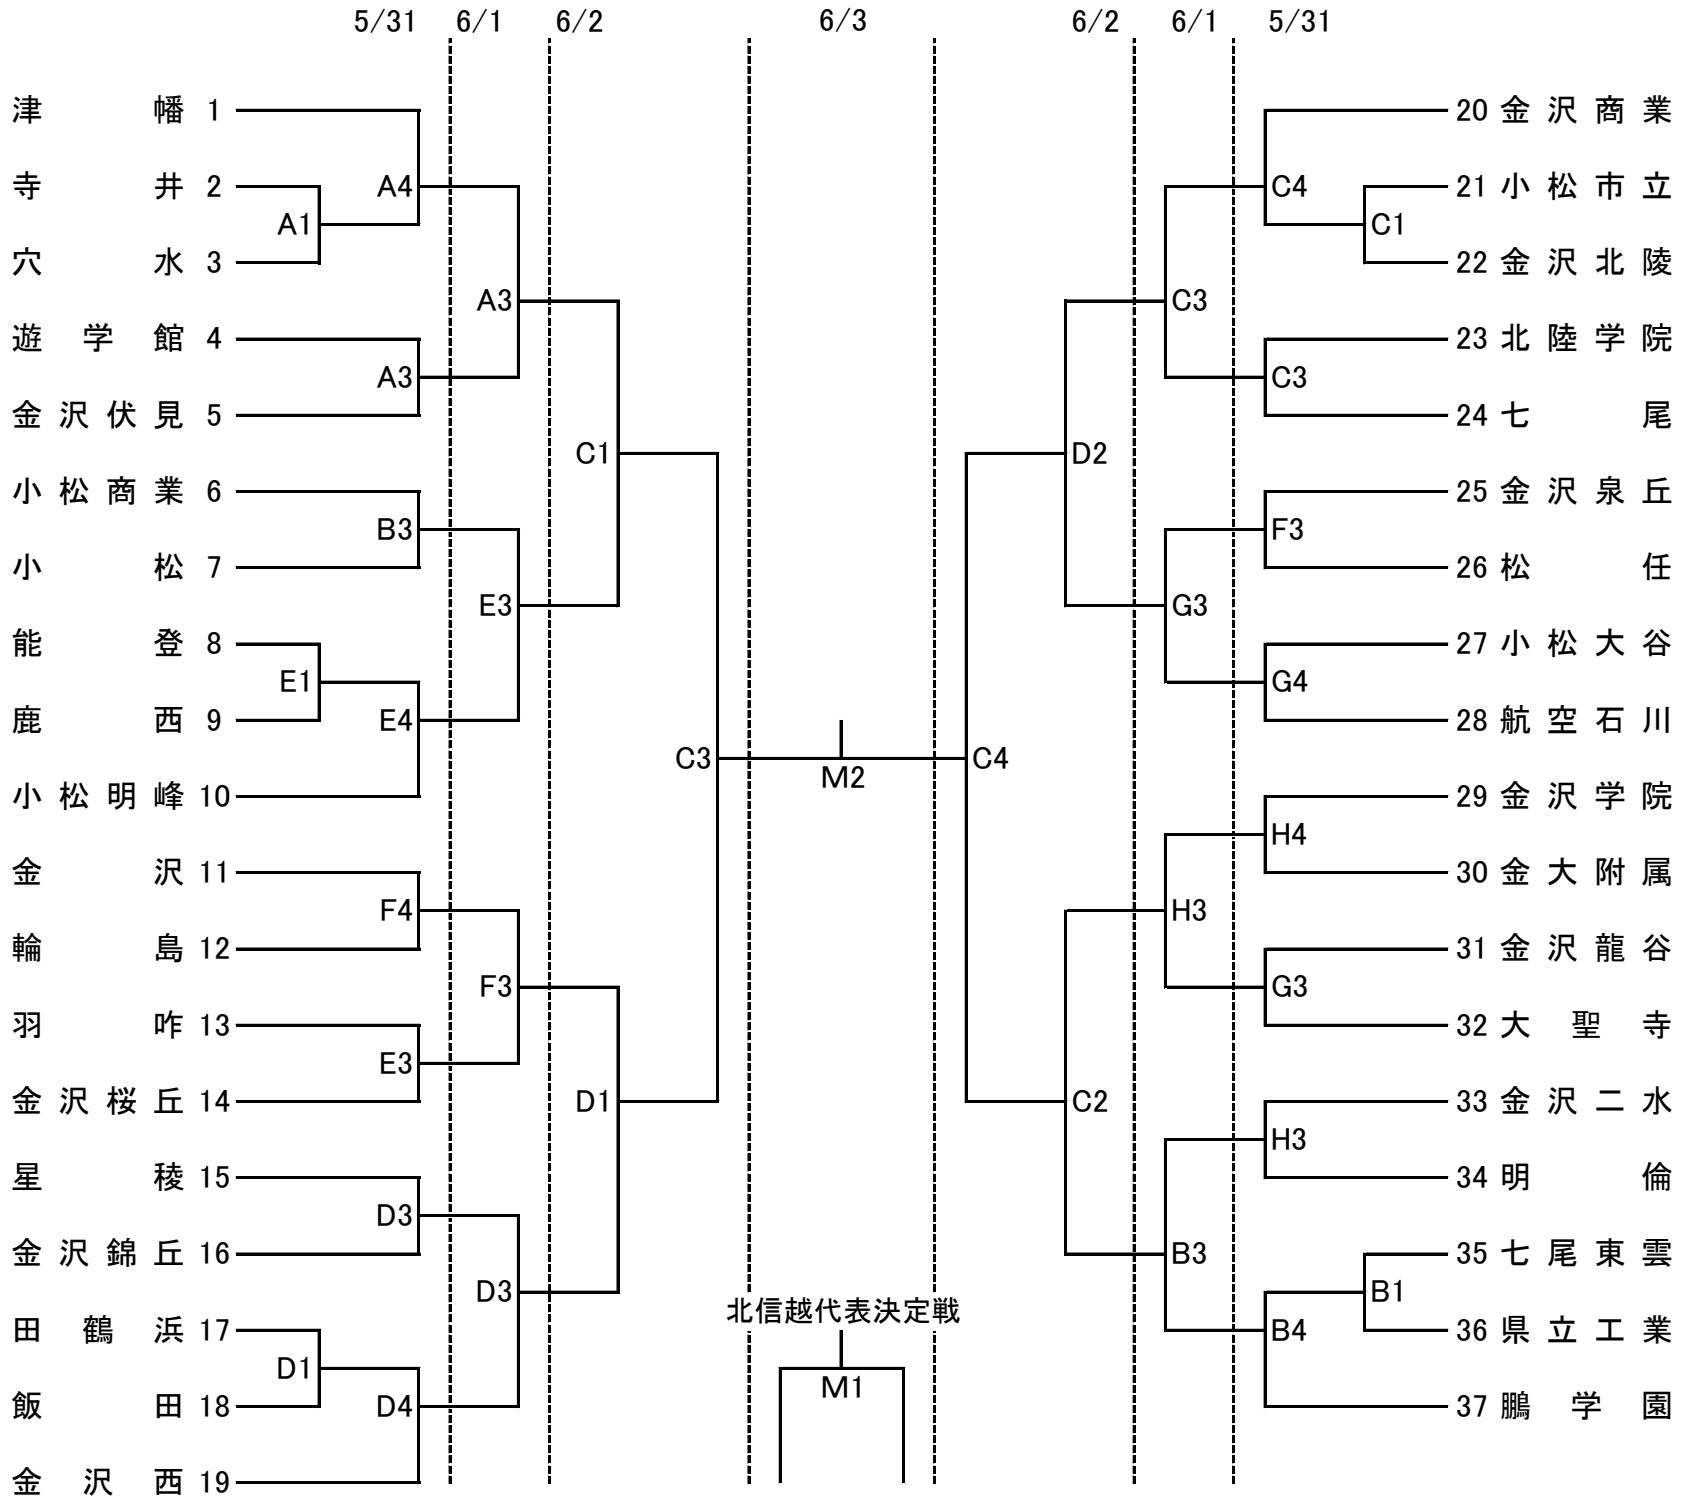 5/31 6/1 6/2 6/3 6/2 6/1 5/31
津幡 1
20 金沢商業
寺井 2
A4
C4
21 小松市立
A1
C1
穴水 3
22 金沢北陵
A3
C3
遊学館 4
23 北陸学院
A3
C3
金沢伏見 5
24 七尾
C1
D2
小松商業 6
25 金沢泉丘
B3
F3
小松 7
26 松任
E3
G3
能登 8
27 小松大谷
E1
G4
鹿西 9
E4
28 航空石川
C3
M2
C4
小松明峰 10
29 金沢学院
H4
金沢 11
30 金大附属
F4
H3
輪島 12
31 金沢龍谷
F3
G3
羽咋 13
32 大聖寺
E3
金沢桜丘 14
D1
C2
33 金沢二水
H3
星稜 15
34 明倫
D3
金沢錦丘 16
B3
35 七尾東雲
D3
B1
北信越代表決定戦
田鶴浜 17
B4
36 県立工業
D1
M1
飯田 18
D4
37 鵬学園
金沢西 19